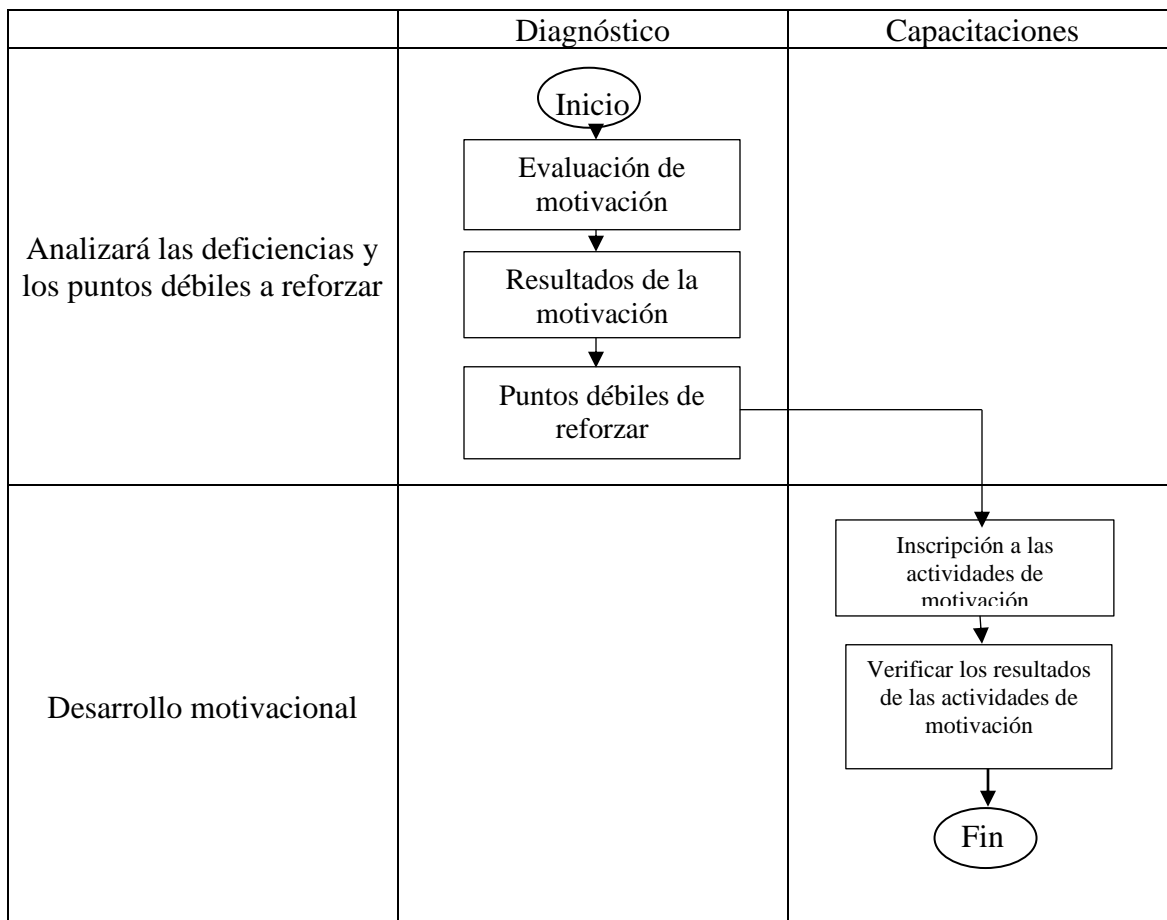 Diagnóstico
Capacitaciones
Inicio
Evaluación de
motivación
Analizará las deficiencias y
los puntos débiles a reforzar
Resultados de la
motivación
Puntos débiles de
reforzar
Inscripción a las
actividades de
motivación
Desarrollo motivacional
Verificar los resultados
de las actividades de
motivación
Fin